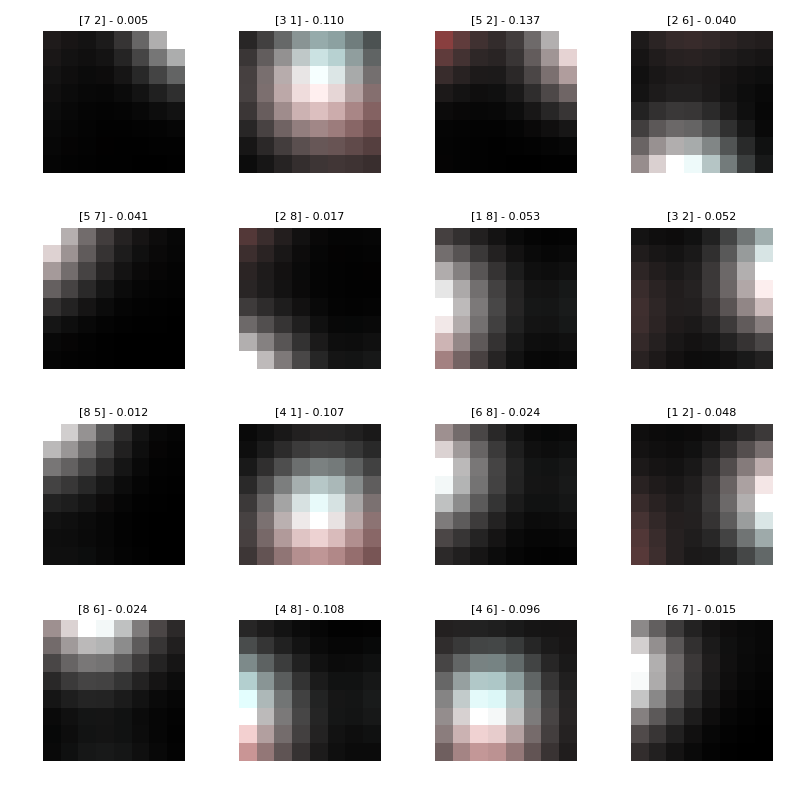 [7 2] - 0.005
[3 1] - 0.110
[5 2] - 0.137
[2 6] - 0.040
[5 7] - 0.041
[2 8] - 0.017
[1 8] - 0.053
[3 2] - 0.052
[8 5] - 0.012
[4 1] - 0.107
[6 8] - 0.024
[1 2] - 0.048
[8 6] - 0.024
[4 8] - 0.108
[4 6] - 0.096
[6 7] - 0.015